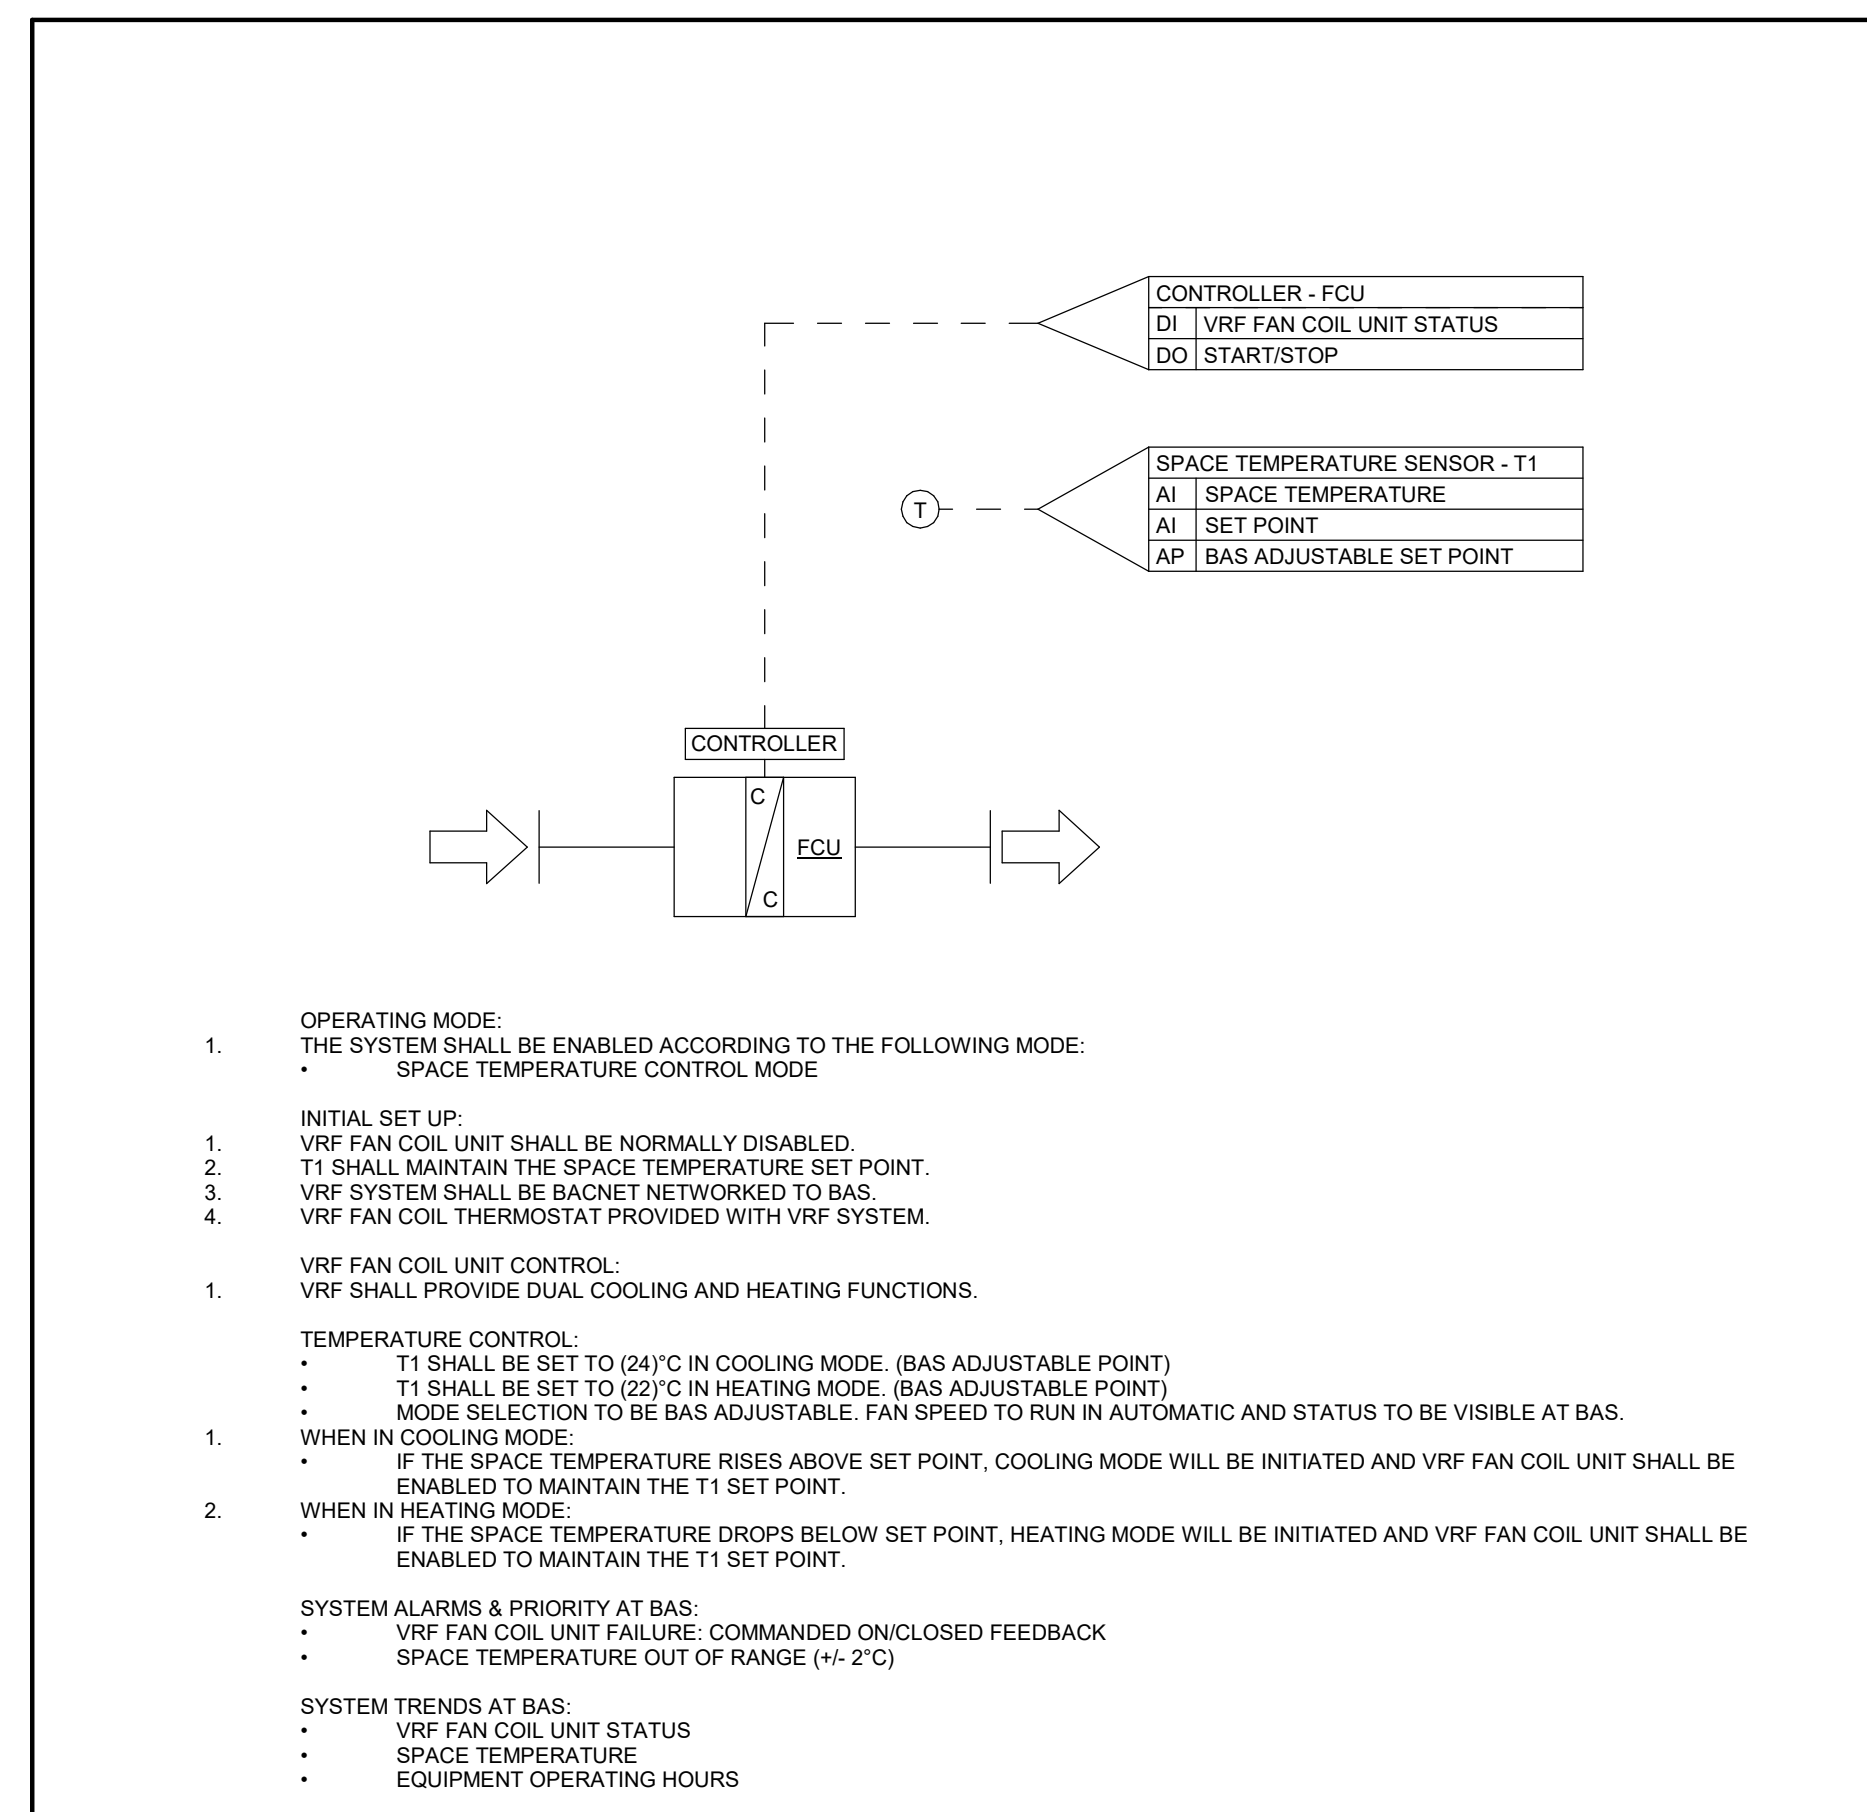 CONTROLLER - FCU
DI VRF FAN COIL UNIT STATUS
DO START/STOP
SPACE TEMPERATURE SENSOR - T1
AI SPACE TEMPERATURE
AI SET POINT
AP BAS ADJUSTABLE SET POINT
T
CONTROLLER
C
FCU
C
OPERATING MODE:
1. THE SYSTEM SHALL BE ENABLED ACCORDING TO THE FOLLOWING MODE:
• SPACE TEMPERATURE CONTROL MODE
INITIAL SET UP:
1. VRF FAN COIL UNIT SHALL BE NORMALLY DISABLED.
2. T1 SHALL MAINTAIN THE SPACE TEMPERATURE SET POINT.
3. VRF SYSTEM SHALL BE BACNET NETWORKED TO BAS.
4. VRF FAN COIL THERMOSTAT PROVIDED WITH VRF SYSTEM.
VRF FAN COIL UNIT CONTROL:
1. VRF SHALL PROVIDE DUAL COOLING AND HEATING FUNCTIONS.
TEMPERATURE CONTROL:
• T1 SHALL BE SET TO (24)°C IN COOLING MODE. (BAS ADJUSTABLE POINT)
• T1 SHALL BE SET TO (22)°C IN HEATING MODE. (BAS ADJUSTABLE POINT)
• MODE SELECTION TO BE BAS ADJUSTABLE. FAN SPEED TO RUN IN AUTOMATIC AND STATUS TO BE VISIBLE AT BAS.
1. WHEN IN COOLING MODE:
• IF THE SPACE TEMPERATURE RISES ABOVE SET POINT, COOLING MODE WILL BE INITIATED AND VRF FAN COIL UNIT SHALL BE
ENABLED TO MAINTAIN THE T1 SET POINT.
2. WHEN IN HEATING MODE:
• IF THE SPACE TEMPERATURE DROPS BELOW SET POINT, HEATING MODE WILL BE INITIATED AND VRF FAN COIL UNIT SHALL BE
ENABLED TO MAINTAIN THE T1 SET POINT.
SYSTEM ALARMS & PRIORITY AT BAS:
• VRF FAN COIL UNIT FAILURE: COMMANDED ON/CLOSED FEEDBACK
• SPACE TEMPERATURE OUT OF RANGE (+/- 2°C)
SYSTEM TRENDS AT BAS:
• VRF FAN COIL UNIT STATUS
• SPACE TEMPERATURE
• EQUIPMENT OPERATING HOURS